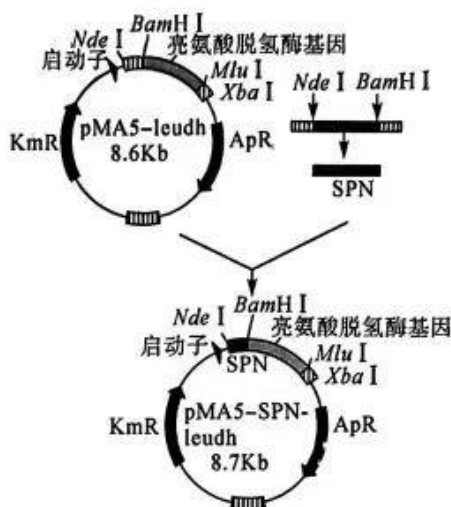 BamH I
Nde I
亮氨酸脱氢酶基因
启动子
Mlu I
Xba I
KmR
pMA5-leudh
8.6Kb
ApR
Nde I BamH I
SPN
BamH I
Nde I
亮氨酸脱氢酶基因
启动子
SPN
Mlu I
Xba I
KmR
pMA5-SPN-
leudh
8.7Kb
ApR